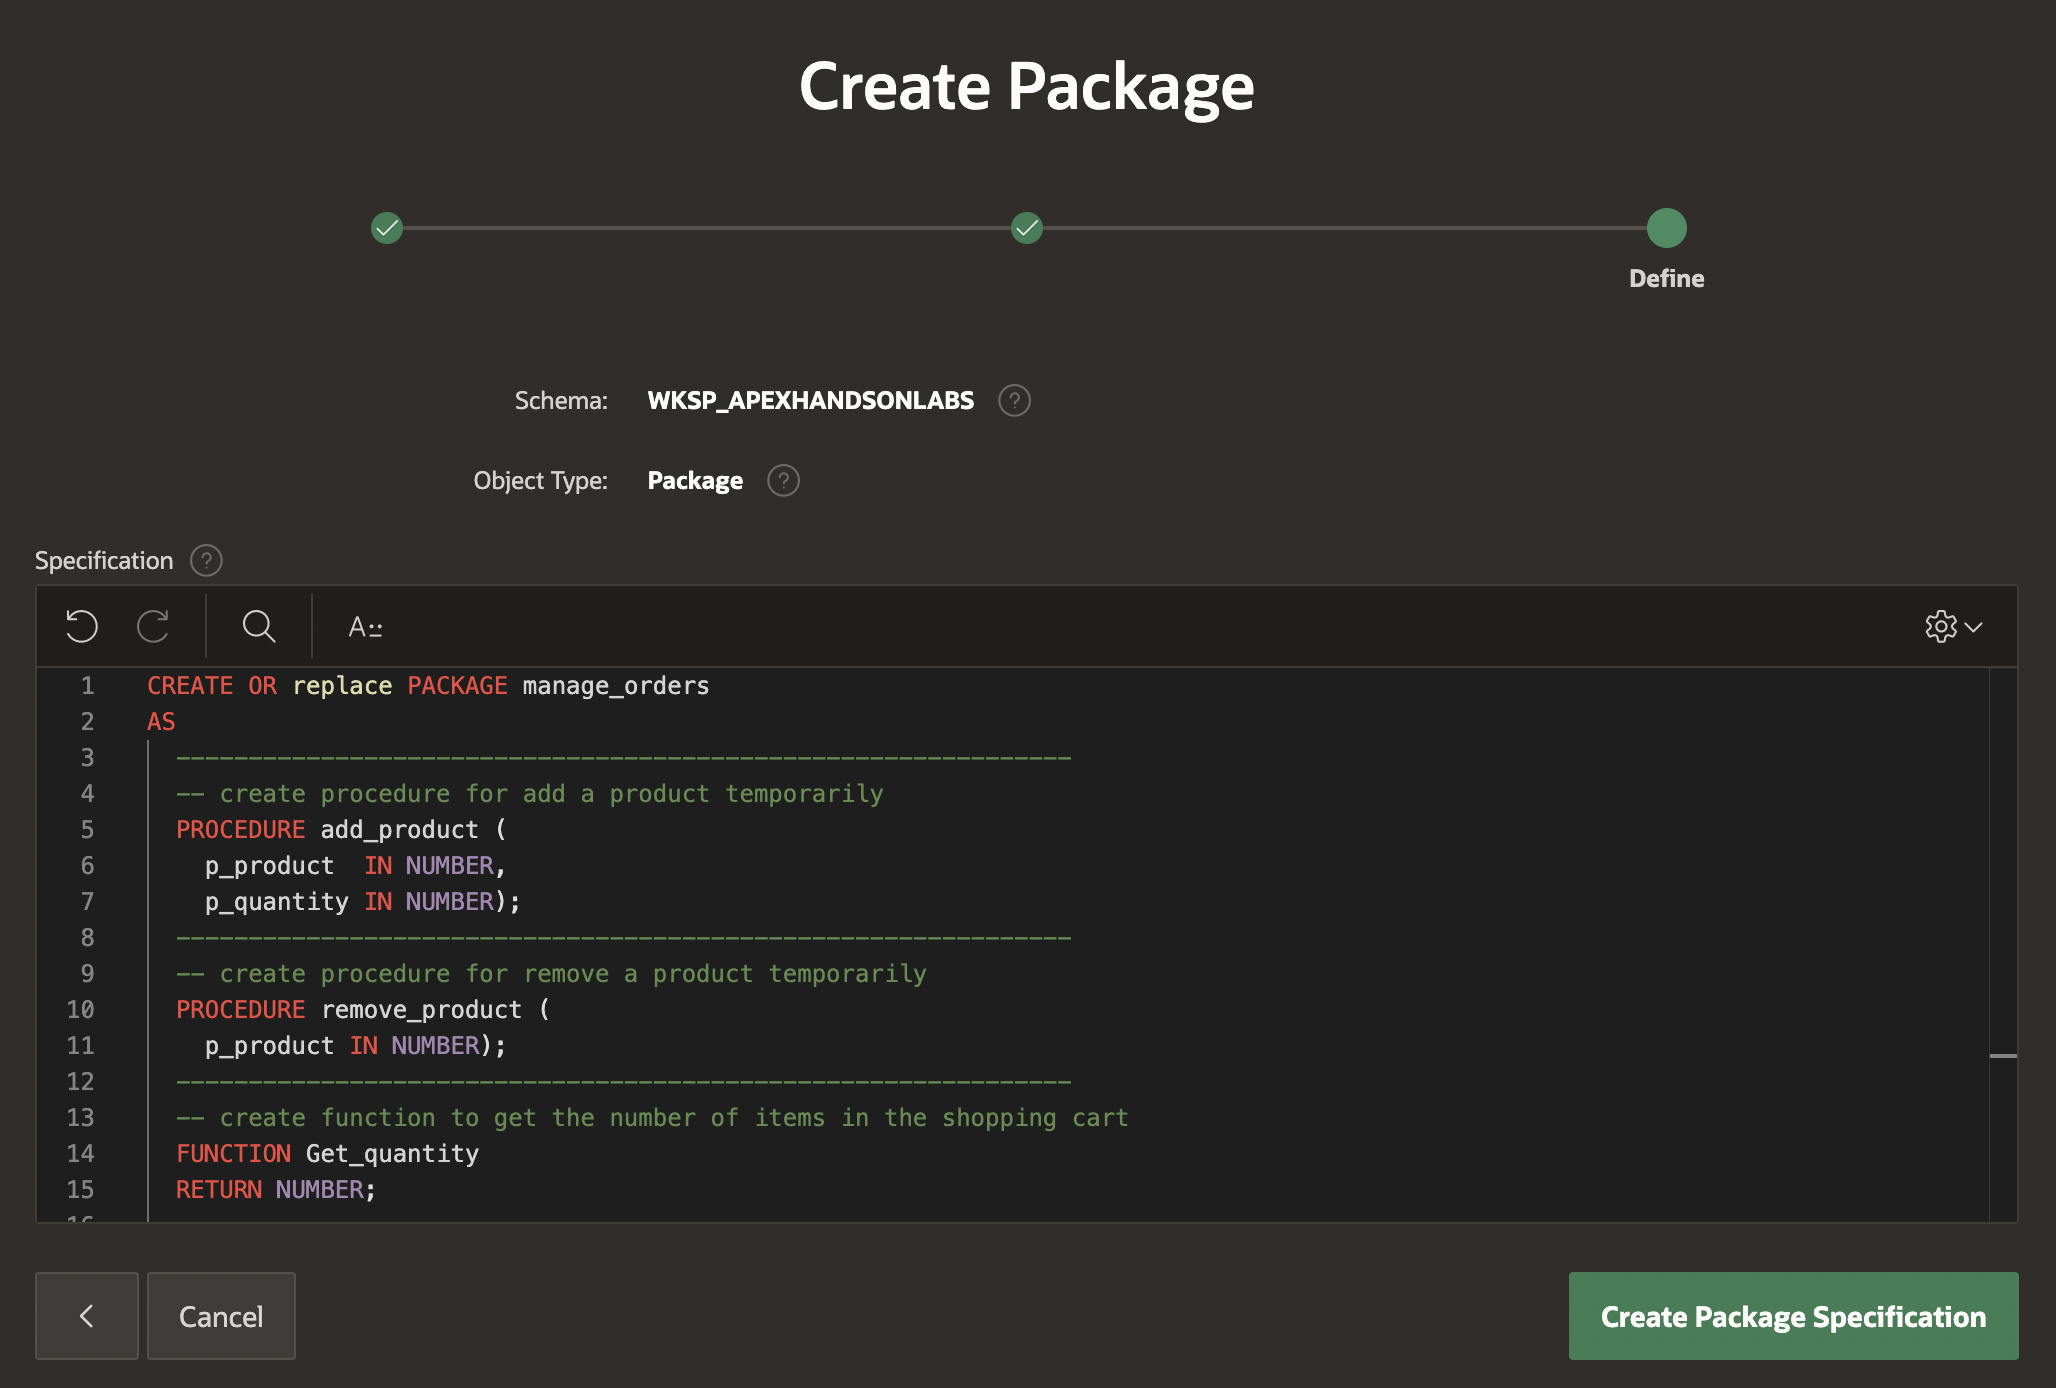 Create Package
Define
Schema: WKSP_APEXHANDSONLABS ?
Object Type: Package ?
Specification ?
A::
1 CREATE OR replace PACKAGE manage_orders
2 AS
3 --------------------------------------------------------------
4 -- create procedure for add a product temporarily
5 PROCEDURE add_product (
6 p_product  IN NUMBER,
7 p_quantity IN NUMBER);
8 --------------------------------------------------------------
9 -- create procedure for remove a product temporarily
10 PROCEDURE remove_product (
11 p_product IN NUMBER);
12 --------------------------------------------------------------
13 -- create function to get the number of items in the shopping cart
14 FUNCTION Get_quantity
15 RETURN NUMBER;
Cancel
Create Package Specification